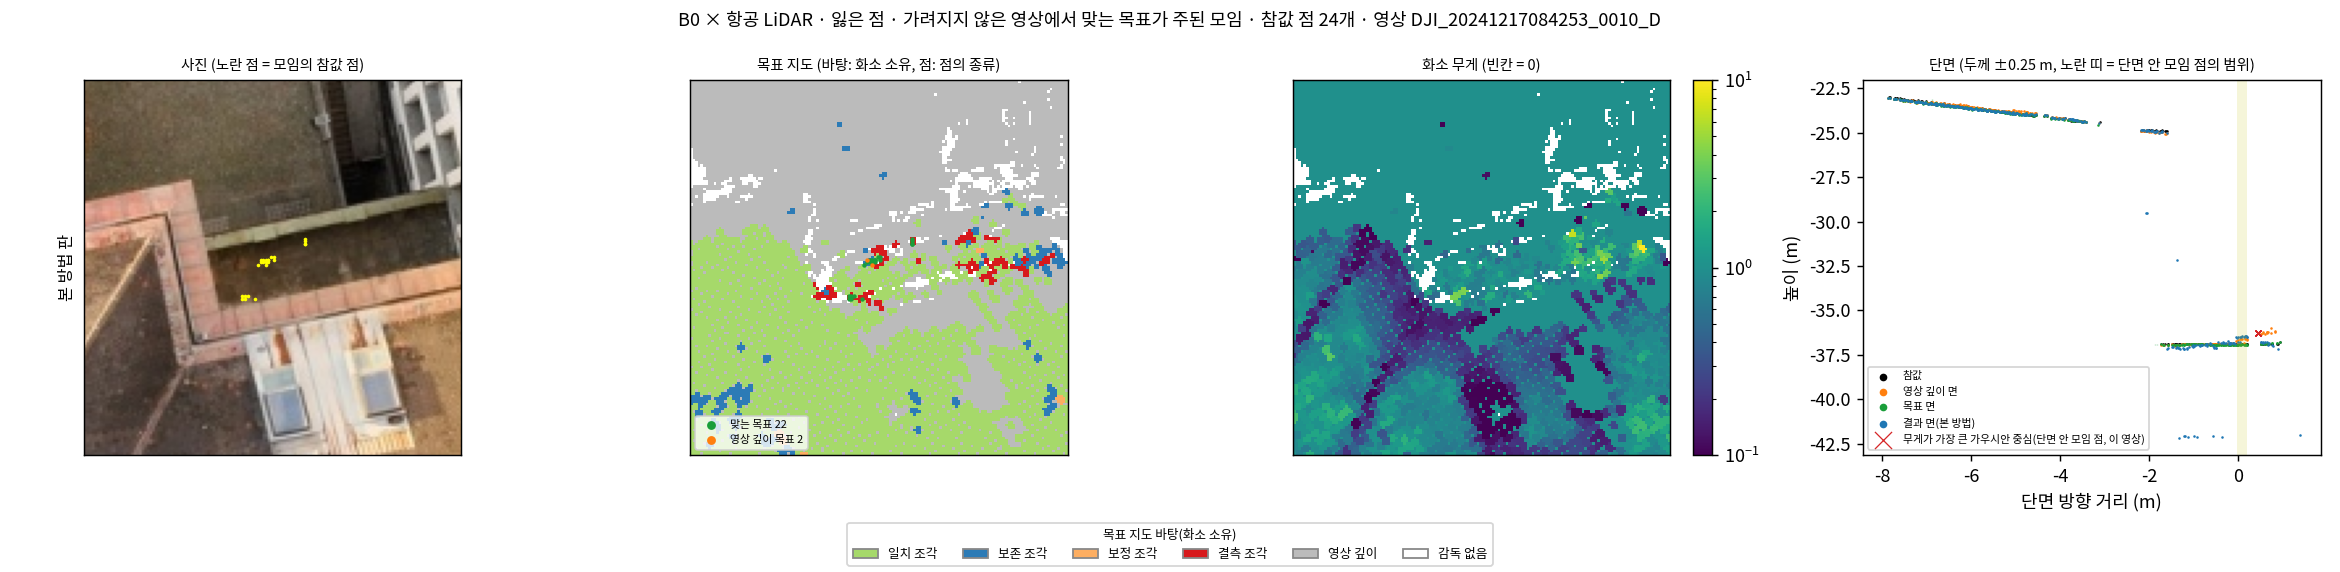 B0 × 항공 LiDAR · 잃은 점 · 가려지지 않은 영상에서 맞는 목표가 주된 모임 · 참값 점 24개 · 영상 DJI_20241217084253_0010_D
사진 (노란 점 = 모임의 참값 점)
본 방법 판
목표 지도 (바탕: 화소 소유, 점: 점의 종류)
맞는 목표 22
영상 깊이 목표 2
화소 무게 (빈칸 = 0)
10^1
10^0
10^-1
단면 (두께 ±0.25 m, 노란 띠 = 단면 안 모임 점의 범위)
높이 (m)
-22.5
-25.0
-27.5
-30.0
-32.5
-35.0
-37.5
-40.0
-42.5
참값
영상 깊이 면
목표 면
결과 면(본 방법)
무게가 가장 큰 가우시안 중심(단면 안 모임 점, 이 영상)
-8 -6 -4 -2 0
단면 방향 거리 (m)
목표 지도 바탕(화소 소유)
일치 조각 보존 조각 보정 조각 결측 조각 영상 깊이 감독 없음